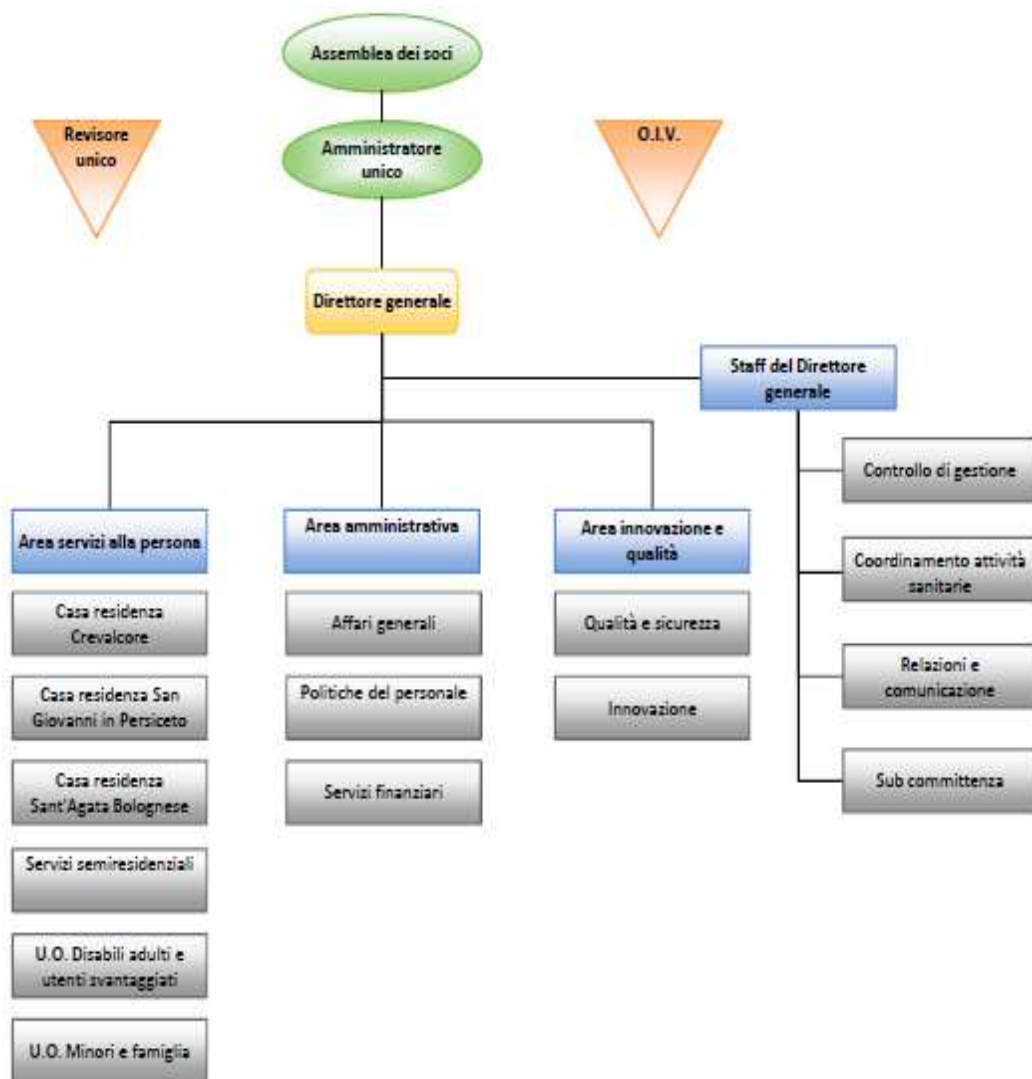 Assemblea dei soci
Revisore
unico
Amministratore
unico
O.I.V.
Direttore generale
Staff del Direttore
generale
Controllo di gestione
Coordinamento attività
sanitarie
Relazioni e
comunicazione
Sub committenza
Area servizi alla persona
Casa residenza
Crevalcore
Casa residenza San
Giovanni in Persiceto
Casa residenza
Sant'Agata Bolognese
Servizi semiresidenziali
U.O. Disabili adulti e
utenti svantaggiati
U.O. Minori e famiglia
Area amministrativa
Affari generali
Politiche del personale
Servizi finanziari
Area innovazione e
qualità
Qualità e sicurezza
Innovazione